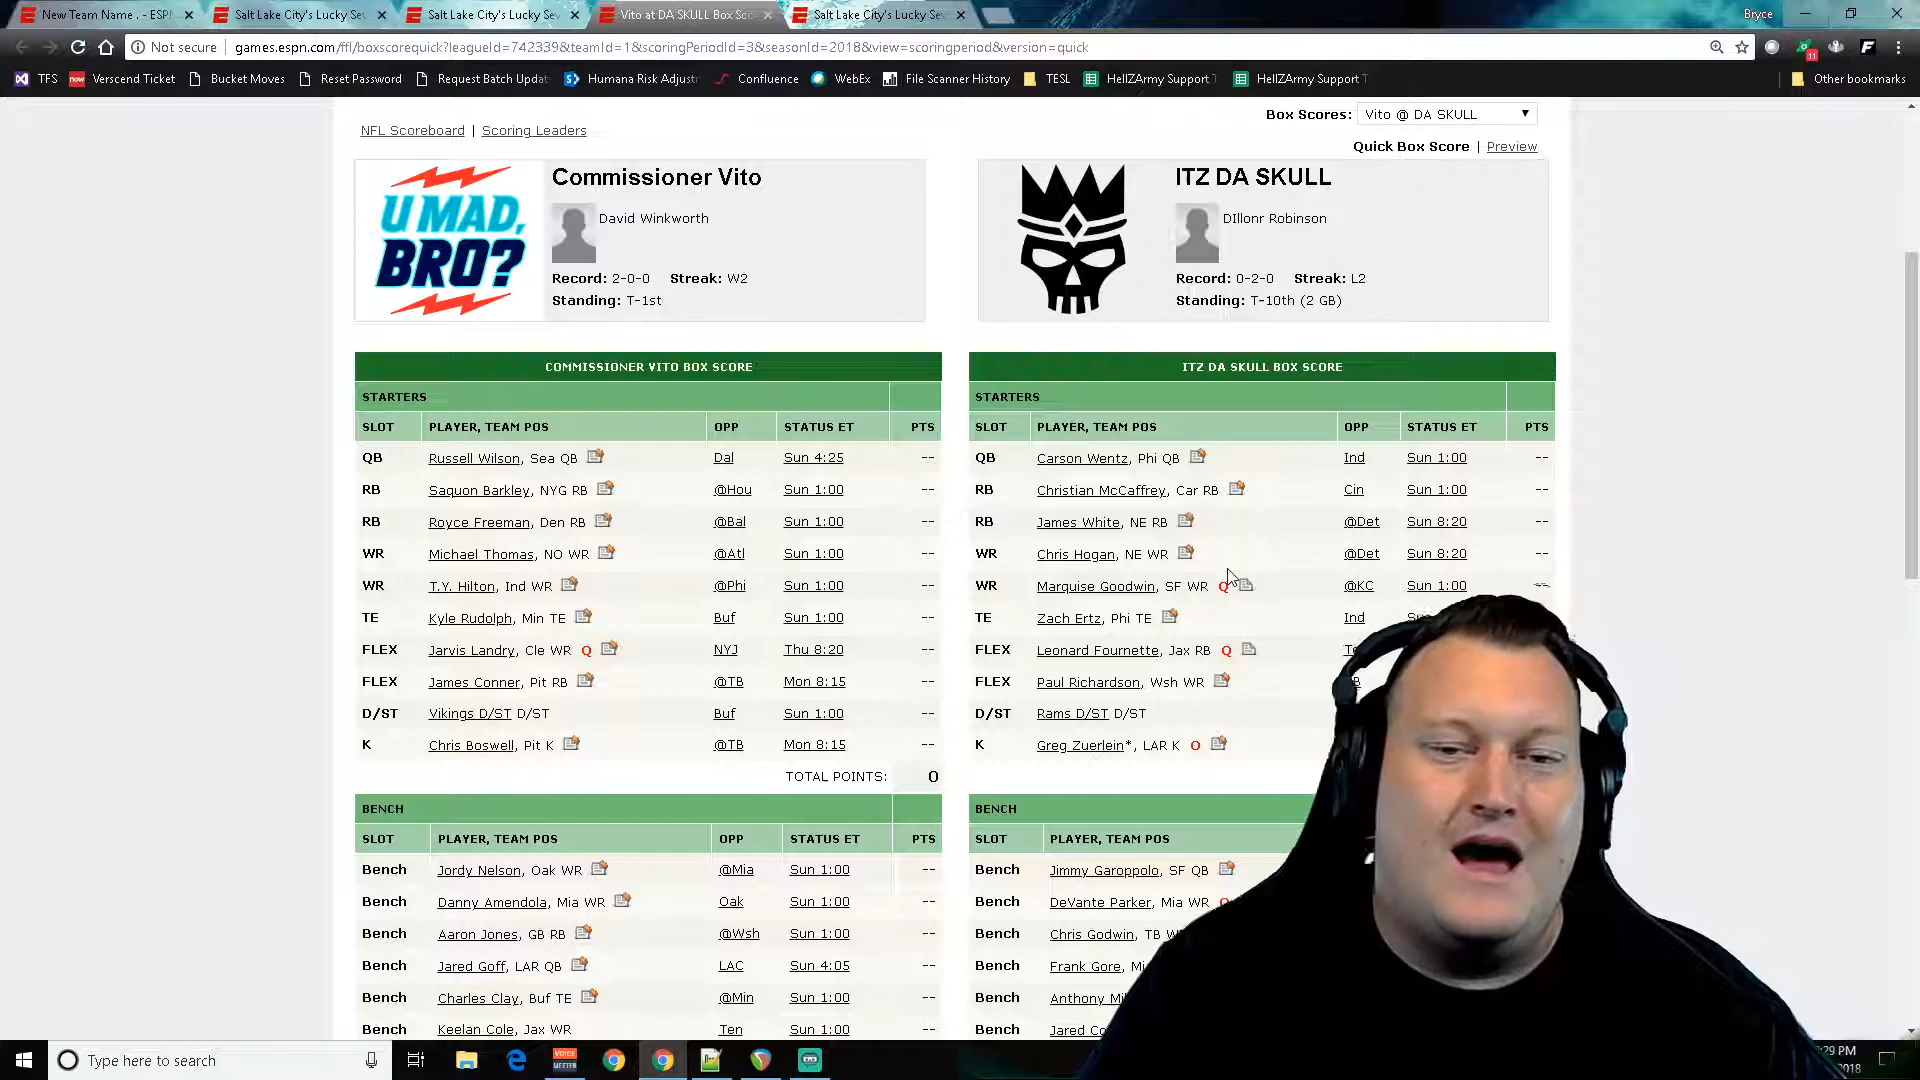 New Team Name . - ESPN
Salt Lake City's Lucky Sev
Salt Lake City's Lucky Sev
Vito at DA SKULL Box Sco
Salt Lake City's Lucky Sev
Bryce
Not secure
games.espn.com/ffl/boxscorequick?leagueId=742339&teamId=1&scoringPeriodId=3&seasonId=2018&view=scoringperiod&version=quick
11
TFS
now Verscend Ticket
Bucket Moves
Reset Password
Request Batch Updat
Humana Risk Adjust
Confluence
WebEx
File Scanner History
TESL
HellZArmy Support T
HellZArmy Support T
Other bookmarks
Box Scores: Vito @ DA SKULL
NFL Scoreboard | Scoring Leaders
Quick Box Score | Preview
U MAD, BRO?
Commissioner Vito
David Winkworth
Record: 2-0-0 Streak: W2
Standing: T-1st
ITZ DA SKULL
DIllonr Robinson
Record: 0-2-0 Streak: L2
Standing: T-10th (2 GB)
COMMISSIONER VITO BOX SCORE
STARTERS
SLOT PLAYER, TEAM POS OPP STATUS ET PTS
QB Russell Wilson, Sea QB Dal Sun 4:25 --
RB Saquon Barkley, NYG RB @Hou Sun 1:00 --
RB Royce Freeman, Den RB @Bal Sun 1:00 --
WR Michael Thomas, NO WR @Atl Sun 1:00 --
WR T.Y. Hilton, Ind WR @Phi Sun 1:00 --
TE Kyle Rudolph, Min TE Buf Sun 1:00 --
FLEX Jarvis Landry, Cle WR Q NYJ Thu 8:20 --
FLEX James Conner, Pit RB @TB Mon 8:15 --
D/ST Vikings D/ST D/ST Buf Sun 1:00 --
K Chris Boswell, Pit K @TB Mon 8:15 --
TOTAL POINTS: 0
BENCH
SLOT PLAYER, TEAM POS OPP STATUS ET PTS
Bench Jordy Nelson, Oak WR @Mia Sun 1:00 --
Bench Danny Amendola, Mia WR Oak Sun 1:00 --
Bench Aaron Jones, GB RB @Wsh Sun 1:00 --
Bench Jared Goff, LAR QB LAC Sun 4:05 --
Bench Charles Clay, Buf TE @Min Sun 1:00 --
Bench Keelan Cole, Jax WR Ten Sun 1:00 --
ITZ DA SKULL BOX SCORE
STARTERS
SLOT PLAYER, TEAM POS OPP STATUS ET PTS
QB Carson Wentz, Phi QB Ind Sun 1:00 --
RB Christian McCaffrey, Car RB Cin Sun 1:00 --
RB James White, NE RB @Det Sun 8:20 --
WR Chris Hogan, NE WR @Det Sun 8:20 --
WR Marquise Goodwin, SF WR Q @KC Sun 1:00 --
TE Zach Ertz, Phi TE Ind
FLEX Leonard Fournette, Jax RB Q Te
FLEX Paul Richardson, Wsh WR
D/ST Rams D/ST D/ST
K Greg Zuerlein*, LAR K O
BENCH
SLOT PLAYER, TEAM POS
Bench Jimmy Garoppolo, SF QB
Bench DeVante Parker, Mia WR
Bench Chris Godwin, TB W
Bench Frank Gore, Mi
Bench Anthony Mil
Bench Jared Co
Type here to search
VOICE MEETER
:29 PM
2018